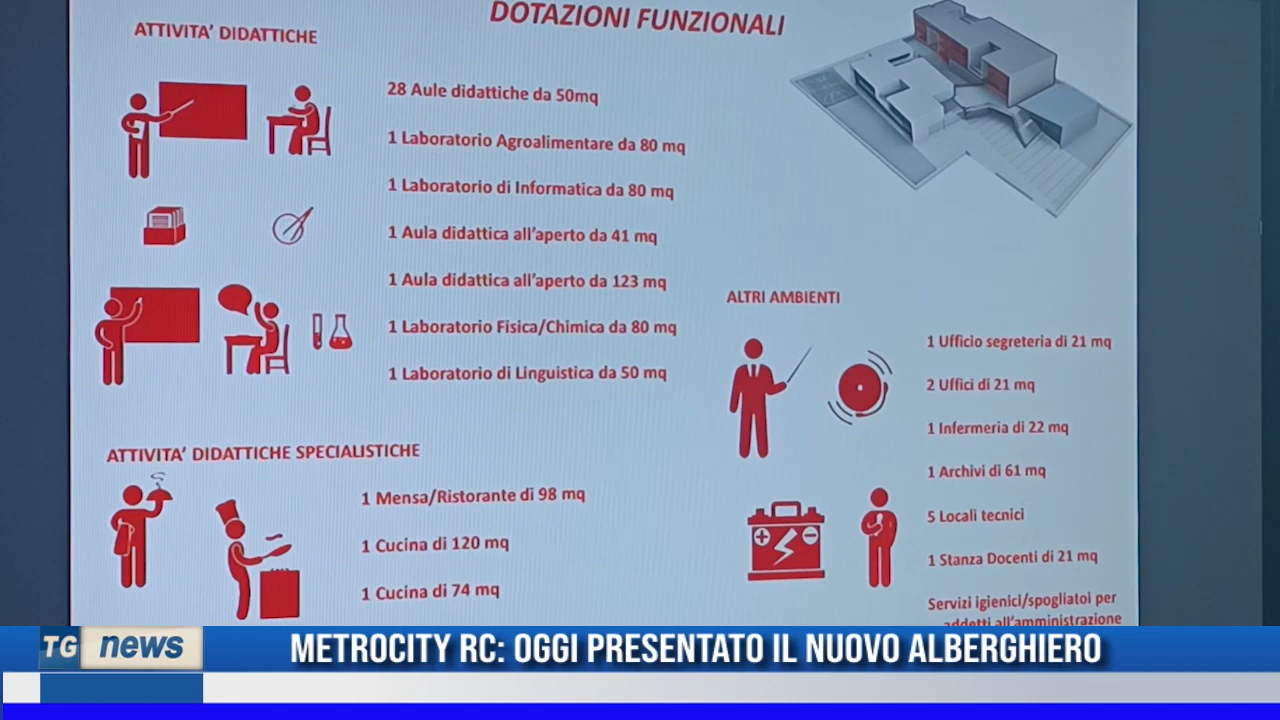 DOTAZIONI FUNZIONALI
ATTIVITA' DIDATTICHE
28 Aule didattiche da 50mq
1 Laboratorio Agroalimentare da 80 mq
1 Laboratorio di Informatica da 80 mq
1 Aula didattica all'aperto da 41 mq
1 Aula didattica all'aperto da 123 mq
1 Laboratorio Fisica/Chimica da 80 mq
1 Laboratorio di Linguistica da 50 mq
ATTIVITA' DIDATTICHE SPECIALISTICHE
1 Mensa/Ristorante di 98 mq
1 Cucina di 120 mq
1 Cucina di 74 mq
ALTRI AMBIENTI
1 Ufficio segreteria di 21 mq
2 Uffici di 21 mq
1 Infermeria di 22 mq
1 Archivi di 61 mq
5 Locali tecnici
1 Stanza Docenti di 21 mq
Servizi igienici/spogliatoi per
addetti all'amministrazione
TG news
METROCITY RC: OGGI PRESENTATO IL NUOVO ALBERGHIERO